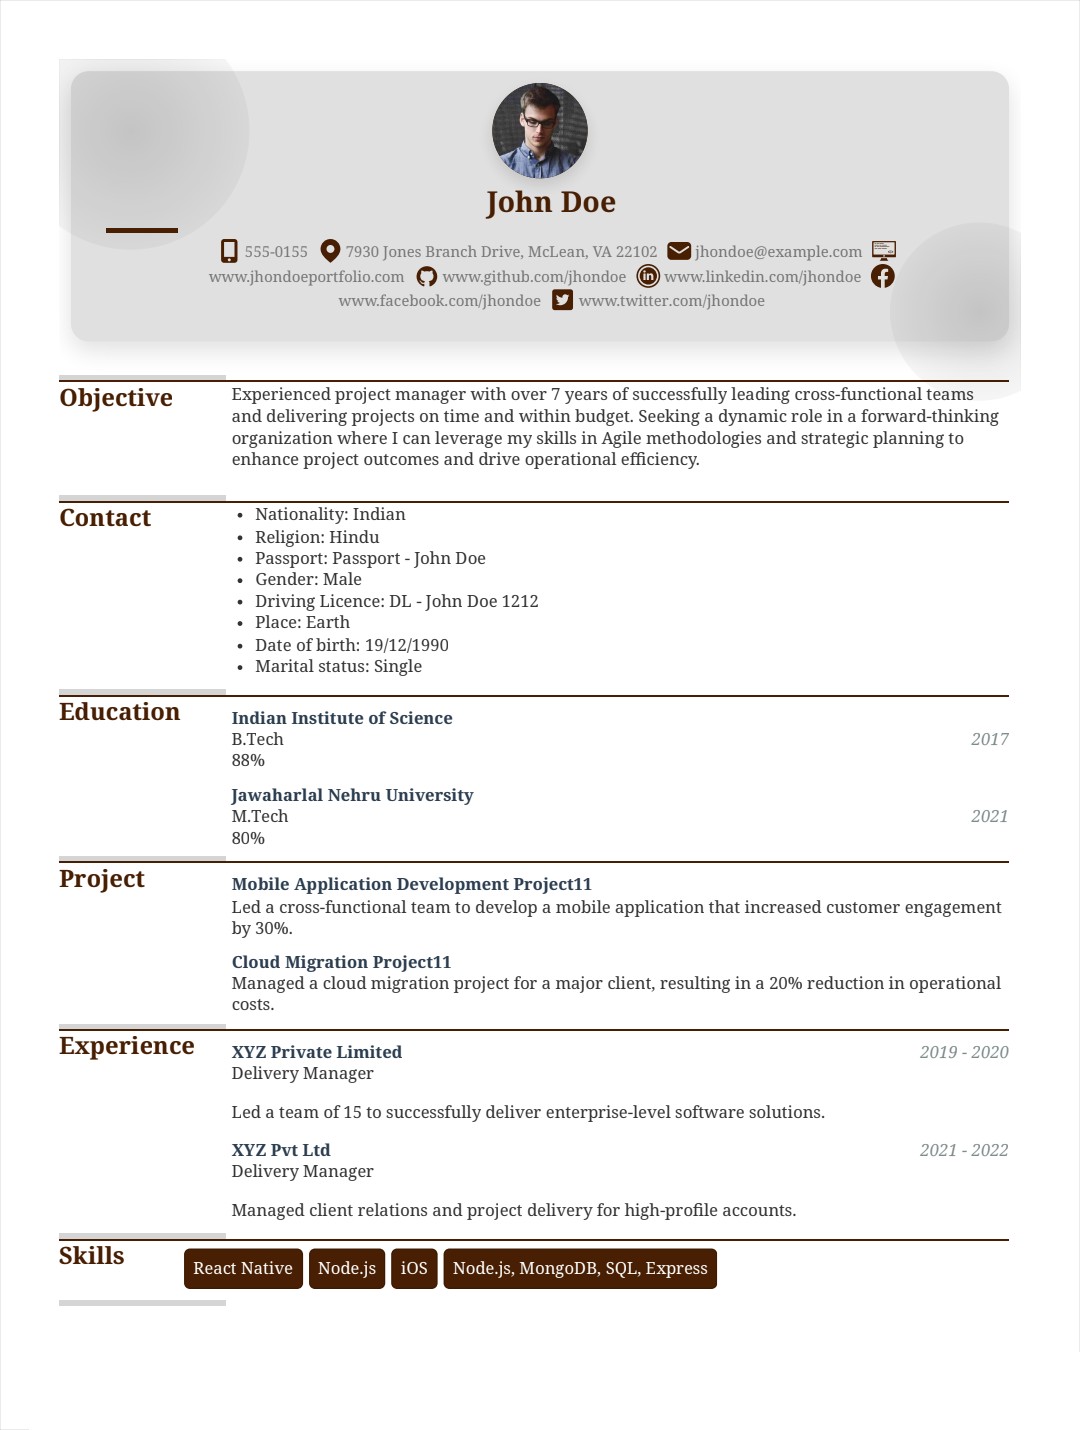 John Doe
555-0155 7930 Jones Branch Drive, McLean, VA 22102 jhondoe@example.com
www.jhondoeportfolio.com www.github.com/jhondoe www.linkedin.com/jhondoe
www.facebook.com/jhondoe www.twitter.com/jhondoe
Objective
Experienced project manager with over 7 years of successfully leading cross-functional teams
and delivering projects on time and within budget. Seeking a dynamic role in a forward-thinking
organization where I can leverage my skills in Agile methodologies and strategic planning to
enhance project outcomes and drive operational efficiency.
Contact
• Nationality: Indian
• Religion: Hindu
• Passport: Passport - John Doe
• Gender: Male
• Driving Licence: DL - John Doe 1212
• Place: Earth
• Date of birth: 19/12/1990
• Marital status: Single
Education
Indian Institute of Science
B.Tech 2017
88%
Jawaharlal Nehru University
M.Tech 2021
80%
Project
Mobile Application Development Project11
Led a cross-functional team to develop a mobile application that increased customer engagement
by 30%.
Cloud Migration Project11
Managed a cloud migration project for a major client, resulting in a 20% reduction in operational
costs.
Experience
XYZ Private Limited 2019 - 2020
Delivery Manager
Led a team of 15 to successfully deliver enterprise-level software solutions.
XYZ Pvt Ltd 2021 - 2022
Delivery Manager
Managed client relations and project delivery for high-profile accounts.
Skills
React Native Node.js iOS Node.js, MongoDB, SQL, Express